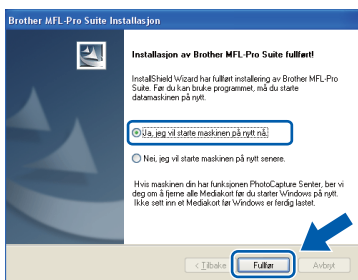 Brother MFL-Pro Suite Installasjon
Installasjon av Brother MFL-Pro Suite fullført!
InstallShield Wizard har fullført installering av Brother MFL-Pro
Suite. Før du kan bruke programmet, må du starte
datamaskinen på nytt.
Ja, jeg vil starte maskinen på nytt nå.
Nei, jeg vil starte maskinen på nytt senere.
Hvis maskinen din har funksjonen PhotoCapture Senter, ber vi
deg om å fjerne alle Mediakort før du starter Windows på nytt.
Ikke sett inn et Mediakort før Windows er ferdig lastet.
< Tilbake Fullfør Avbryt